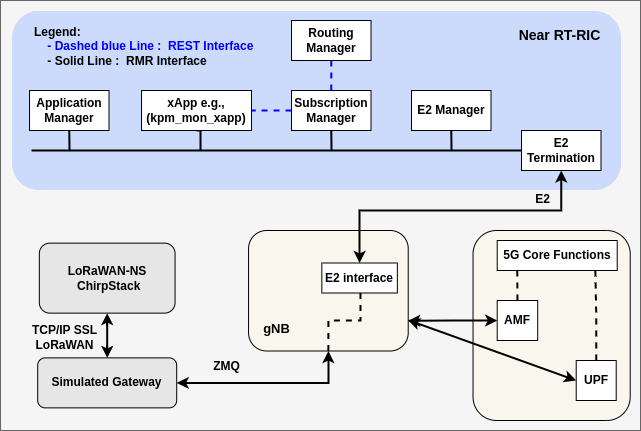 Legend:
- Dashed blue Line : REST Interface
- Solid Line : RMR Interface
Routing
Manager
Near RT-RIC
Application
Manager
xApp e.g.,
(kpm_mon_xapp)
Subscription
Manager
E2 Manager
E2
Termination
E2
LoRaWAN-NS
ChirpStack
TCP/IP SSL
LoRaWAN
Simulated Gateway
ZMQ
E2 interface
gNB
5G Core Functions
AMF
UPF